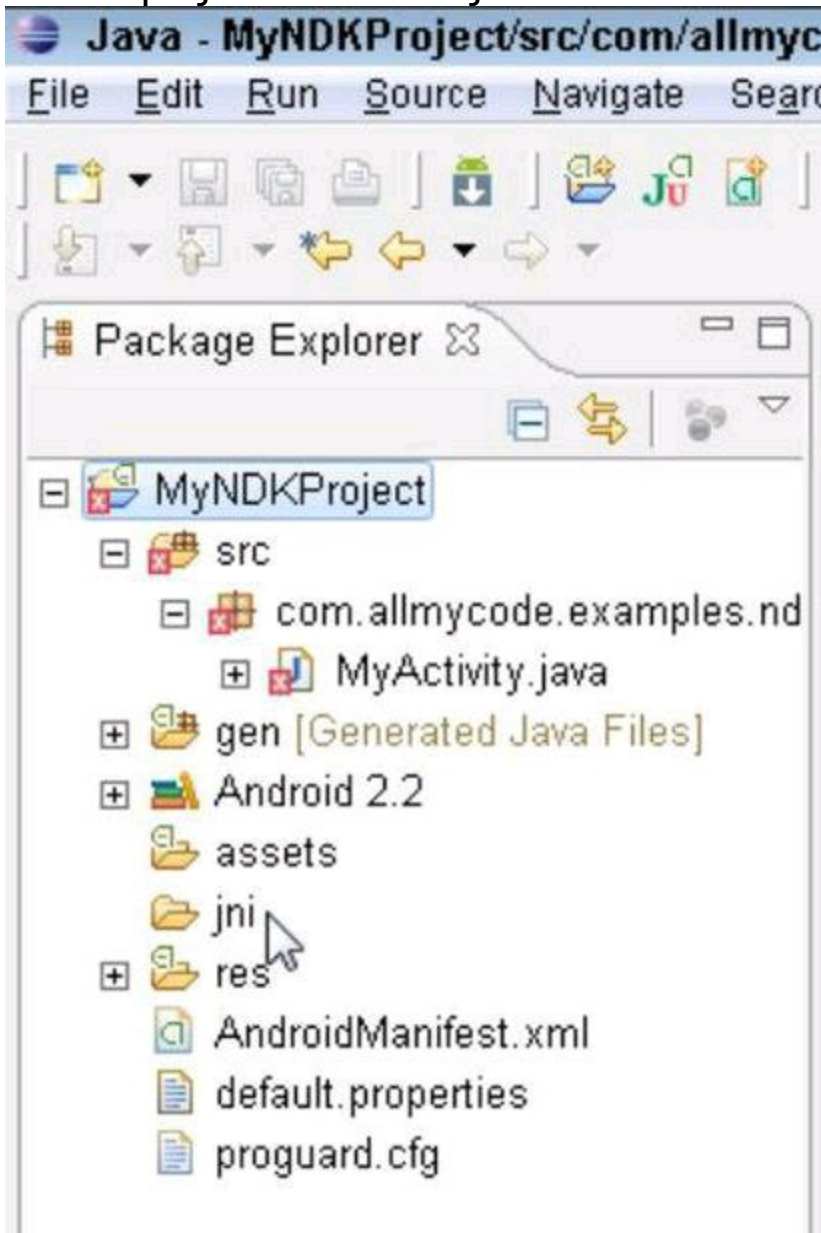 Java - MyNDKProject/src/com/allmyc
File Edit Run Source Navigate Sear
Package Explorer
MyNDKProject
src
com.allmycode.examples.nd
MyActivity.java
gen [Generated Java Files]
Android 2.2
assets
jni
res
AndroidManifest.xml
default.properties
proguard.cfg